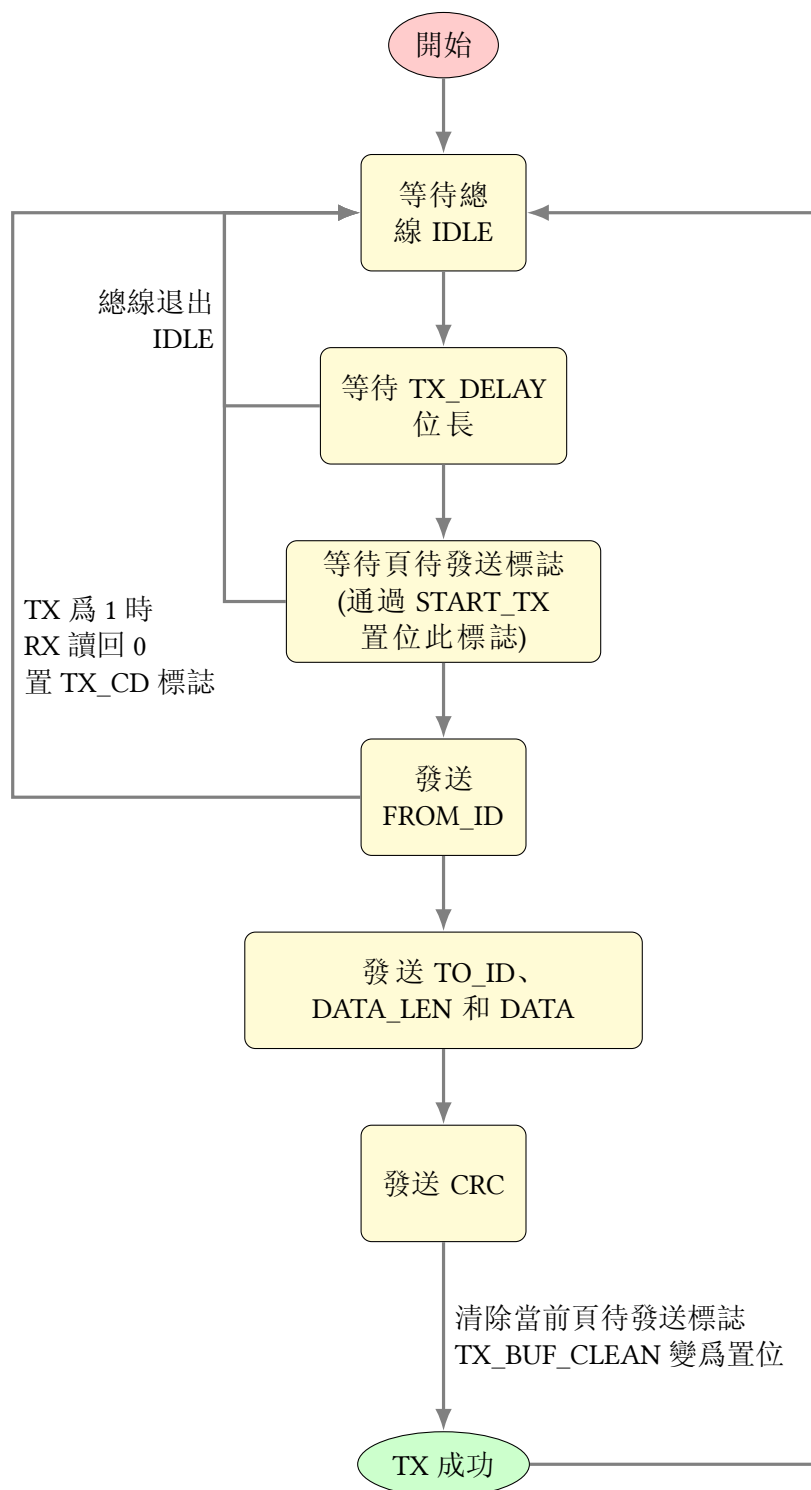 開始
等待總
線 IDLE
總線退出
IDLE
等待 TX_DELAY
位長
等待頁待發送標誌
(通過 START_TX
置位此標誌)
TX 爲 1 時
RX 讀回 0
置 TX_CD 標誌
發送
FROM_ID
發送 TO_ID、
DATA_LEN 和 DATA
發送 CRC
清除當前頁待發送標誌
TX_BUF_CLEAN 變爲置位
TX 成功